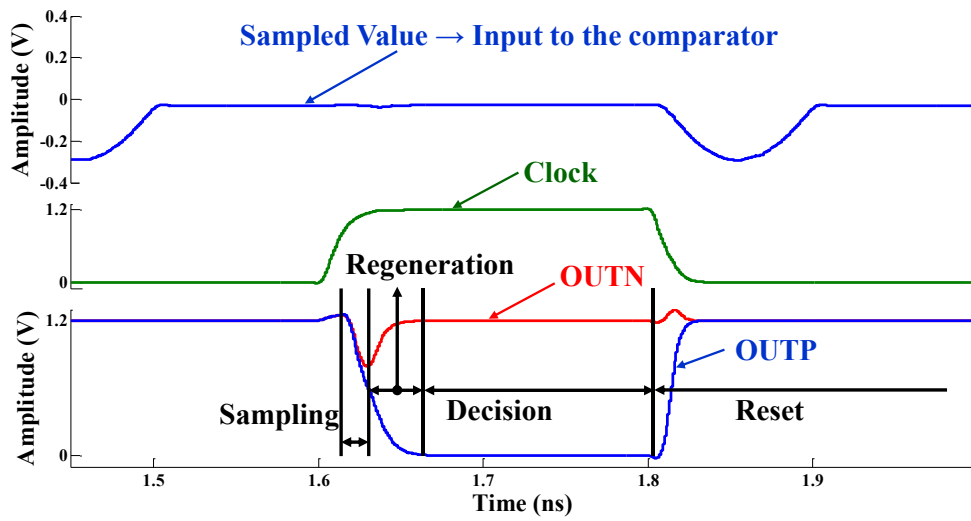 0.4
Sampled Value → Input to the comparator
0.2
0
-0.2
-0.4
Amplitude (V)
Clock
1.2
0
Regeneration
OUTN
1.2
OUTP
Sampling
Decision
Reset
0
Amplitude (V)
1.5
1.6
1.7
1.8
1.9
Time (ns)